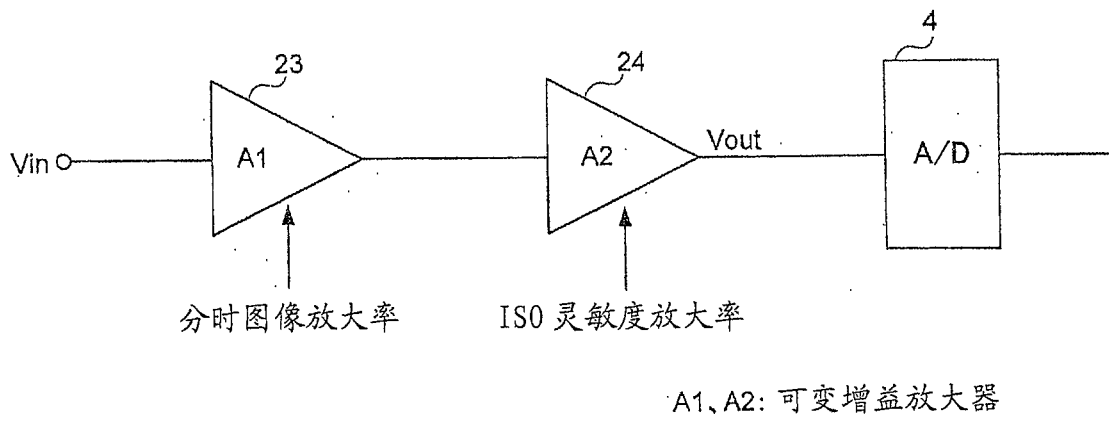 23
24
4
Vin
A1
A2
Vout
A/D
分时图像放大率
ISO 灵敏度放大率
A1、A2: 可变增益放大器